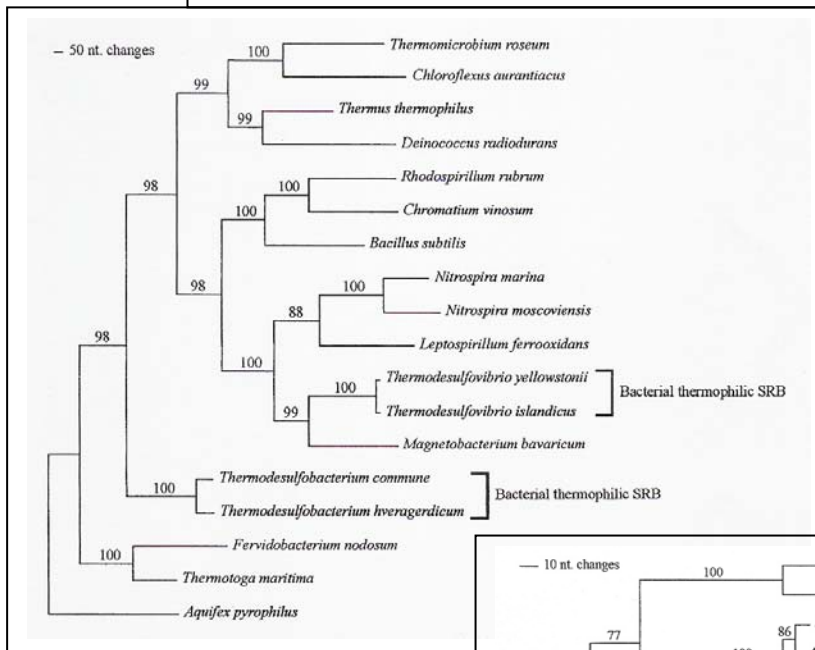 — 50 nt. changes
100
Thermomicrobium roseum
Chloroflexus aurantiacus
99
99
Thermus thermophilus
Deinococcus radiodurans
98
100
Rhodospirillum rubrum
Chromatium vinosum
100
Bacillus subtilis
98
100
Nitrospira marina
Nitrospira moscoviensis
88
Leptospirillum ferrooxidans
98
100
100
Thermodesulfovibrio yellowstonii
Thermodesulfovibrio islandicus
Bacterial thermophilic SRB
99
Magnetobacterium bavaricum
100
Thermodesulfobacterium commune
Thermodesulfobacterium hveragerdicum
Bacterial thermophilic SRB
100
Fervidobacterium nodosum
Thermotoga maritima
Aquifex pyrophilus
— 10 nt. changes
100
77
86